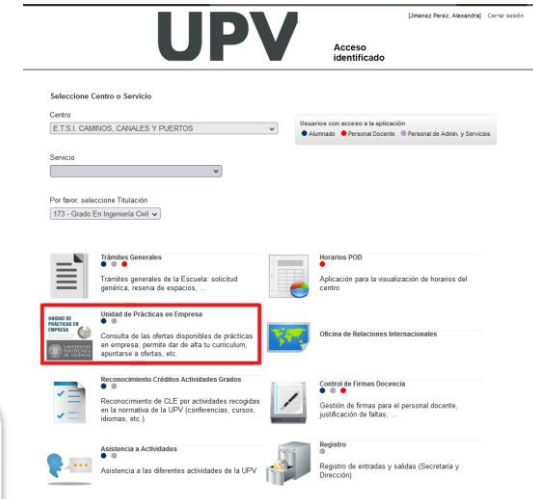 [Jimenez Perez, Alexandra] Cerrar sesión
UPV
Acceso
identificado
Seleccione Centro o Servicio
Centro
E.T.S.I. CAMINOS, CANALES Y PUERTOS
Usuarios con acceso a la aplicación
Alumnado Personal Docente Personal de Admin. y Servicios
Servicio
Por favor, seleccione Titulación
173 - Grado En Ingeniería Civil
Trámites Generales
Trámites generales de la Escuela: solicitud
genérica, reserva de espacios, ...
Horarios POD
Aplicación para la visualización de horarios del
centro
UNIDAD DE
PRÁCTICAS EN
EMPRESA
UNIVERSIDAD
POLITECNICA
DE VALENCIA
Unidad de Prácticas en Empresa
Consulta de las ofertas disponibles de prácticas
en empresa; permite dar de alta tu curriculum,
apuntarse a ofertas, etc.
Oficina de Relaciones Internacionales
Reconocimiento Créditos Actividades Grados
Reconocimiento de CLE por actividades recogidas
en la normativa de la UPV (conferencias, cursos,
idiomas, etc.).
Control de Firmas Docencia
Gestión de firmas para el personal docente,
justificación de faltas, ...
Asistencia a Actividades
Asistencia a las diferentes actividades de la UPV
Registro
Registro de entradas y salidas (Secretaría y
Dirección)